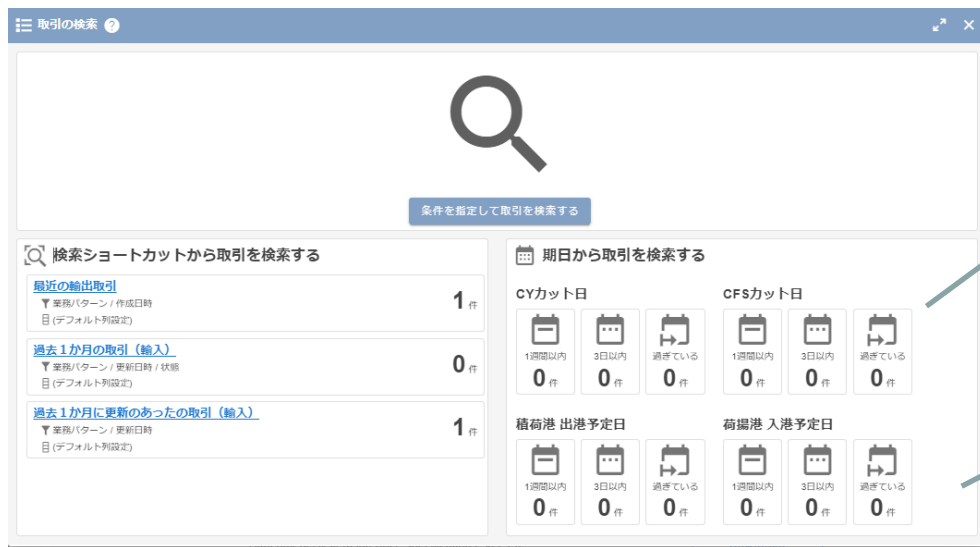 取引の検索 ?
条件を指定して取引を検索する
検索ショートカットから取引を検索する
最近の輸出取引
業務パターン / 作成日時
(デフォルト列設定)
1 件
過去１か月の取引（輸入）
業務パターン / 更新日時 / 状態
(デフォルト列設定)
0 件
過去１か月に更新のあったの取引（輸入）
業務パターン / 更新日時
(デフォルト列設定)
1 件
期日から取引を検索する
CYカット日
1週間以内 3日以内 過ぎている
0 件 0 件 0 件
CFSカット日
1週間以内 3日以内 過ぎている
0 件 0 件 0 件
積荷港 出港予定日
1週間以内 3日以内 過ぎている
0 件 0 件 0 件
荷揚港 入港予定日
1週間以内 3日以内 過ぎている
0 件 0 件 0 件